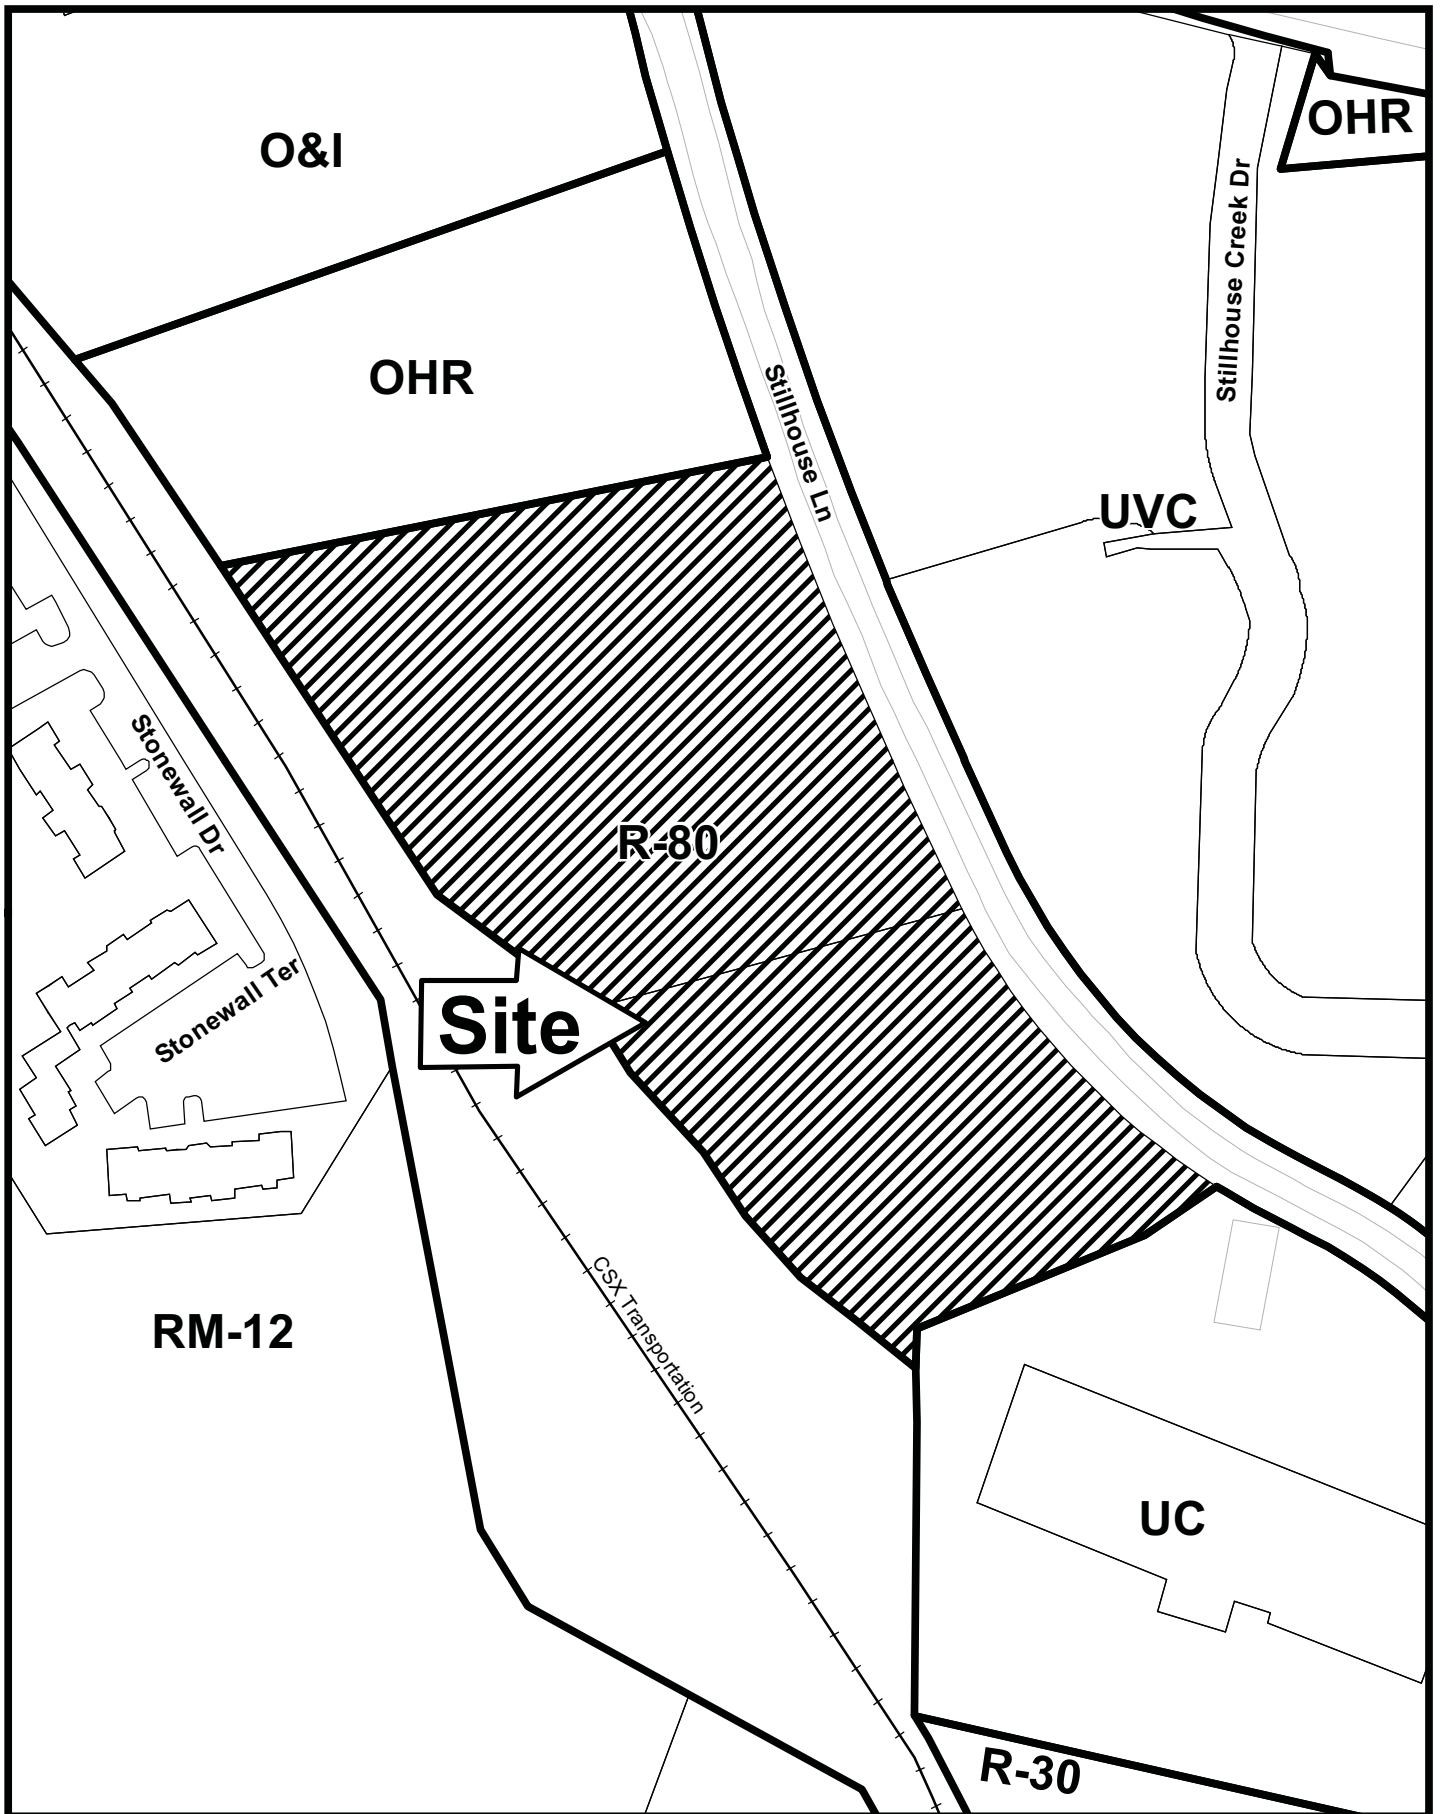 O&I
OHR
Stillhouse Creek Dr
OHR
Stillhouse Ln
UVC
Stonewall Dr
R-80
Stonewall Ter
Site
RM-12
CSX Transportation
UC
R-30